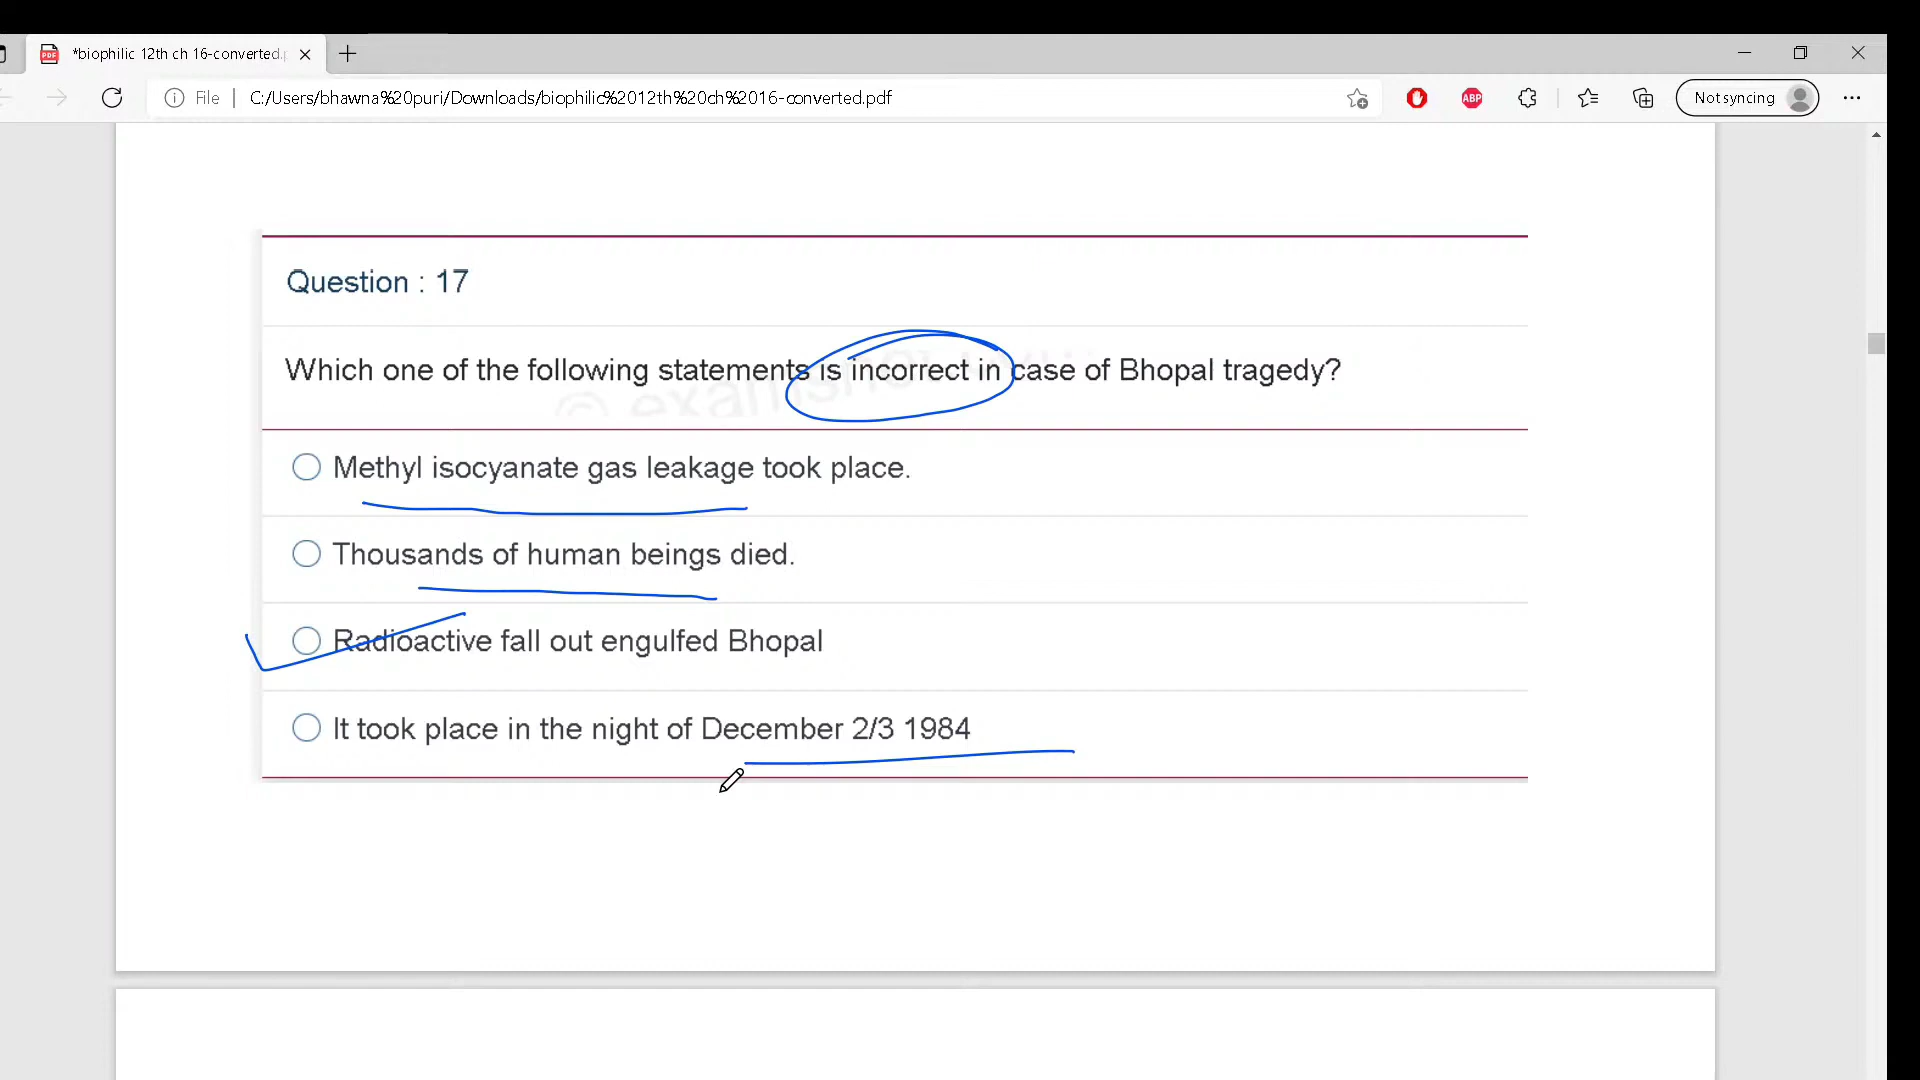 *biophilic 12th ch 16-converted.p
File
C:/Users/bhawna%20puri/Downloads/biophilic%2012th%20ch%2016-converted.pdf
ABP
Not syncing
Question : 17
Which one of the following statements is incorrect in case of Bhopal tragedy?
Methyl isocyanate gas leakage took place.
Thousands of human beings died.
Radioactive fall out engulfed Bhopal
It took place in the night of December 2/3 1984